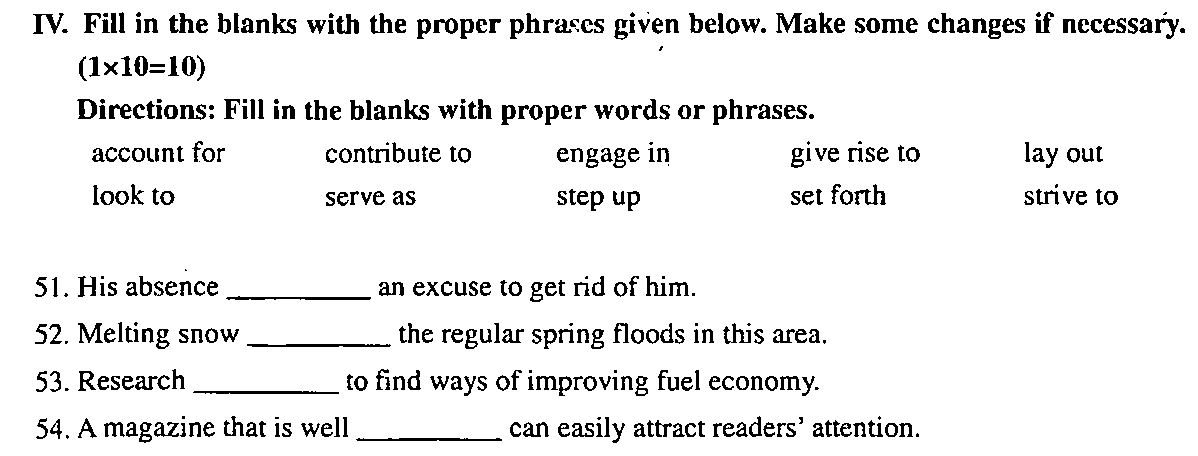 IV. Fill in the blanks with the proper phrases given below. Make some changes if necessary.
(1×10=10)
Directions: Fill in the blanks with proper words or phrases.
account for contribute to engage in give rise to lay out
look to serve as step up set forth strive to
51. His absence __________ an excuse to get rid of him.
52. Melting snow __________ the regular spring floods in this area.
53. Research __________ to find ways of improving fuel economy.
54. A magazine that is well __________ can easily attract readers' attention.